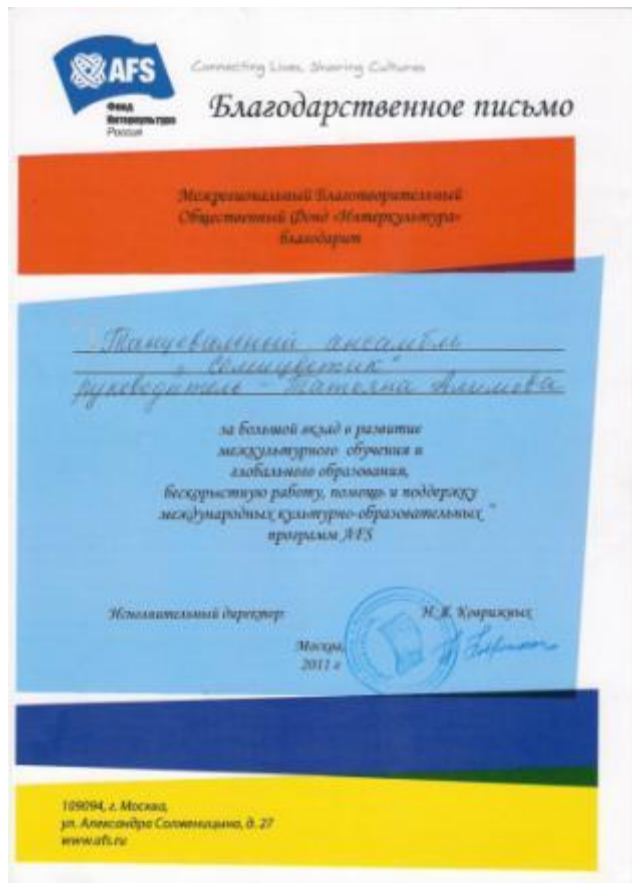 AFS
Connecting Lives, Sharing Cultures
Фонд
Интеркультура
Россия
Благодарственное письмо
Межрегиональный Благотворительный
Общественный Фонд «Интеркультура»
благодарит
Танцевальный ансамбль
"Семицветик"
руководитель - Татьяна Алимова
за большой вклад в развитие
межкультурного обучения и
глобального образования,
бескорыстную работу, помощь и поддержку
международных культурно-образовательных "
программ AFS
Исполнительный директор: Н.В. Коврижных
Москва,
2011 г
109094, г. Москва,
ул. Александра Солженицына, д. 27
www.afs.ru